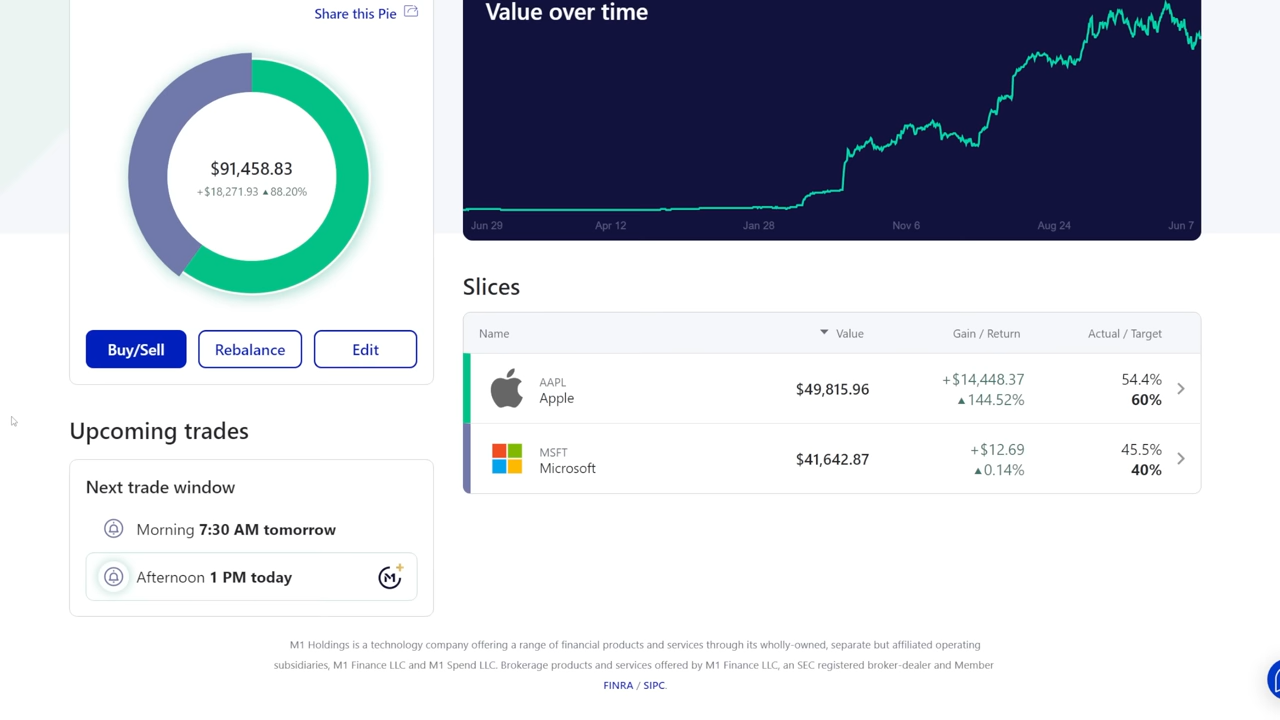 Share this Pie
$91,458.83
+$18,271.93 ▲88.20%
Buy/Sell
Rebalance
Edit
Upcoming trades
Next trade window
Morning 7:30 AM tomorrow
Afternoon 1 PM today
M+
Value over time
Jun 29 Apr 12 Jan 28 Nov 6 Aug 24 Jun 7
Slices
Name Value Gain / Return Actual / Target
AAPL +$14,448.37 54.4%
Apple $49,815.96 ▲144.52% 60%
MSFT +$12.69 45.5%
Microsoft $41,642.87 ▲0.14% 40%
M1 Holdings is a technology company offering a range of financial products and services through its wholly-owned, separate but affiliated operating
subsidiaries, M1 Finance LLC and M1 Spend LLC. Brokerage products and services offered by M1 Finance LLC, an SEC registered broker-dealer and Member
FINRA / SIPC.